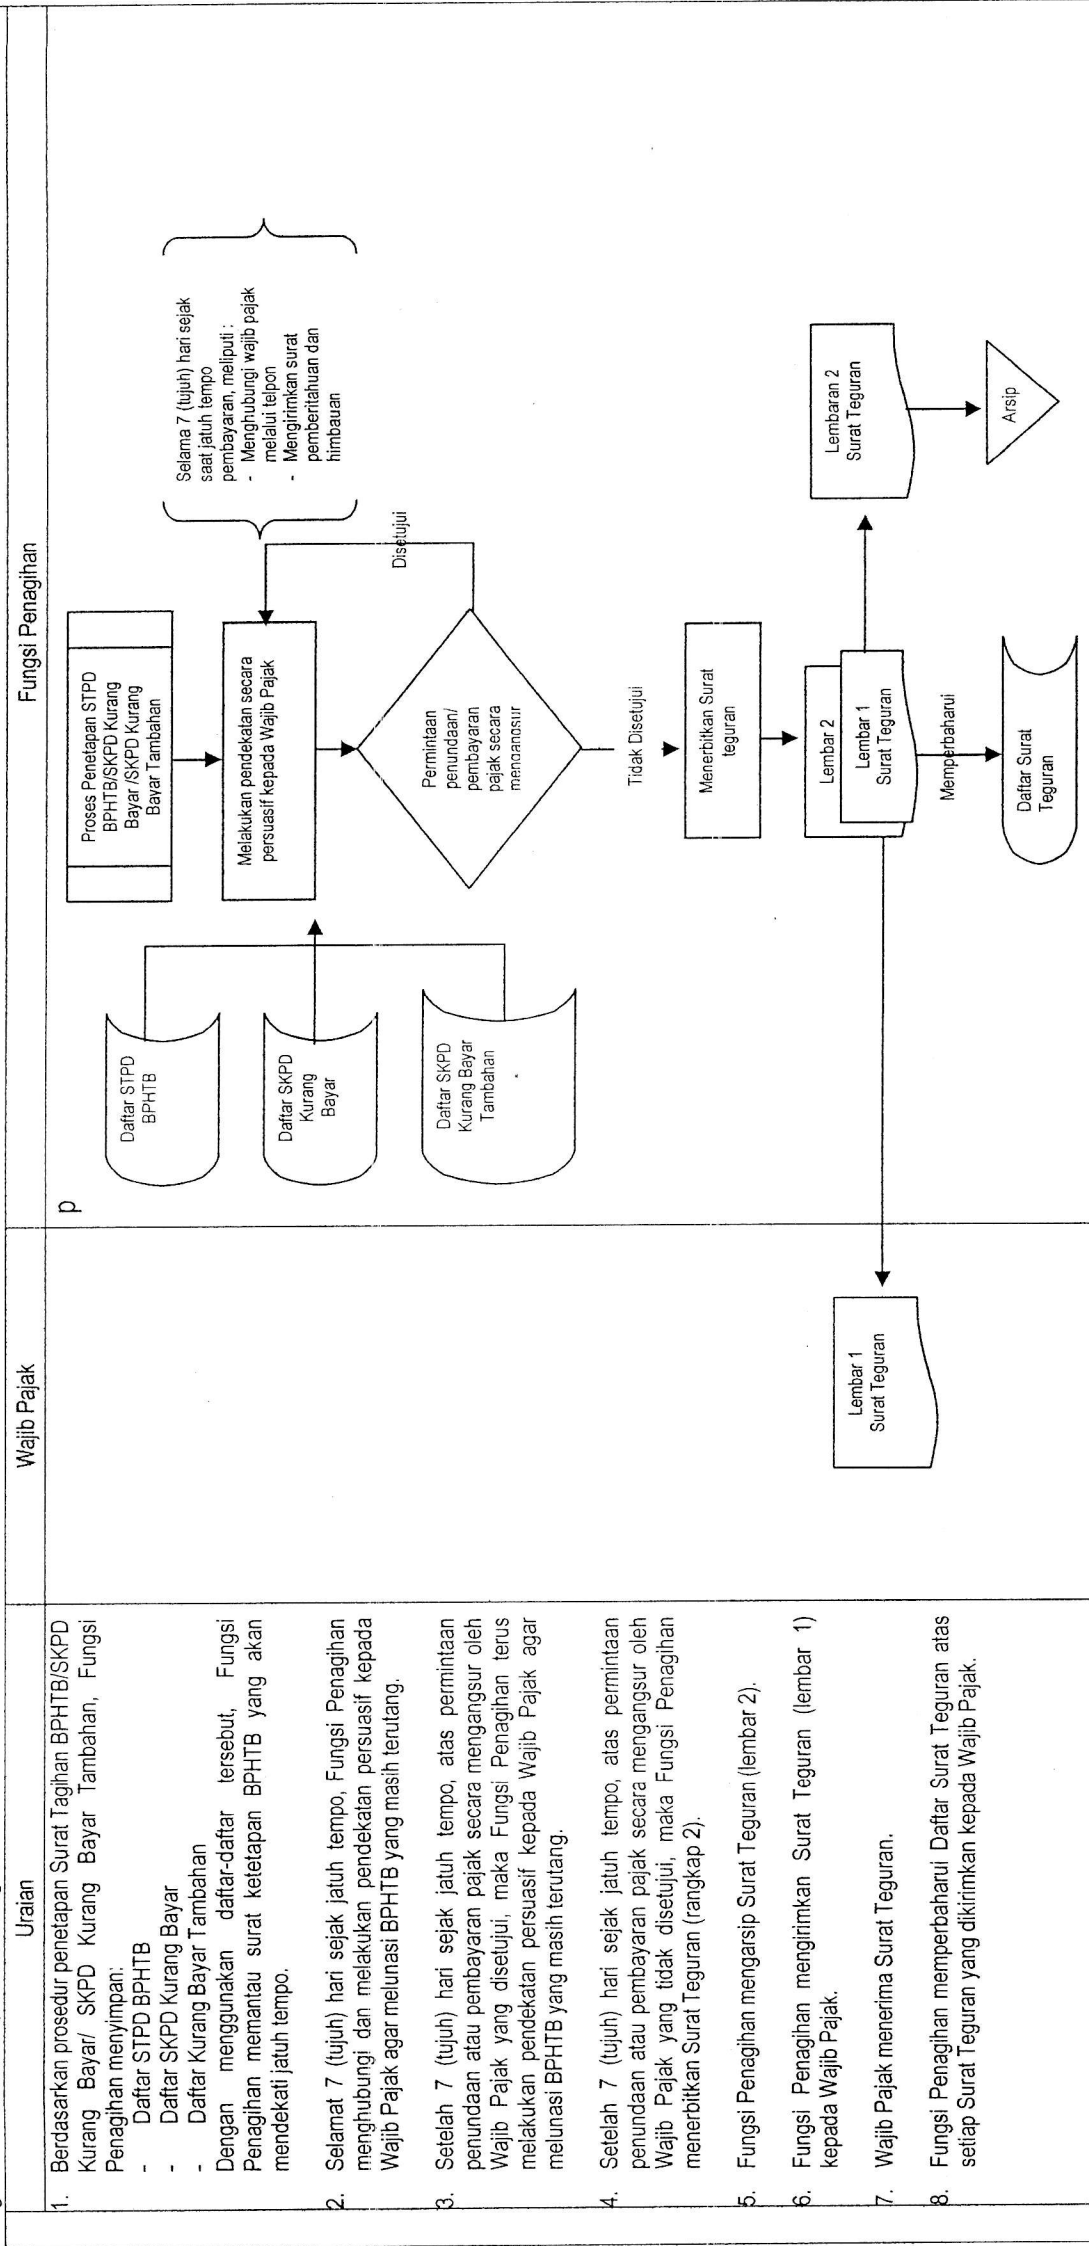 Uraian
Wajib Pajak
Fungsi Penagihan
1. Berdasarkan prosedur penetapan Surat Tagihan BPHTB/SKPD
Kurang Bayar/ SKPD Kurang Bayar Tambahan, Fungsi
Penagihan menyimpan:
- Daftar STPD BPHTB
- Daftar SKPD Kurang Bayar
- Daftar Kurang Bayar Tambahan
Dengan menggunakan daftar-daftar tersebut, Fungsi
Penagihan memantau surat ketetapan BPHTB yang akan
mendekati jatuh tempo.
2. Selamat 7 (tujuh) hari sejak jatuh tempo, Fungsi Penagihan
menghubungi dan melakukan pendekatan persuasif kepada
Wajib Pajak agar melunasi BPHTB yang masih terutang.
3. Setelah 7 (tujuh) hari sejak jatuh tempo, atas permintaan
penundaan atau pembayaran pajak secara mengangsur oleh
Wajib Pajak yang disetujui, maka Fungsi Penagihan terus
melakukan pendekatan persuasif kepada Wajib Pajak agar
melunasi BPHTB yang masih terutang.
4. Setelah 7 (tujuh) hari sejak jatuh tempo, atas permintaan
penundaan atau pembayaran pajak secara mengangsur oleh
Wajib Pajak yang tidak disetujui, maka Fungsi Penagihan
menerbitkan Surat Teguran (rangkap 2).
5. Fungsi Penagihan mengarsip Surat Teguran (lembar 2).
6. Fungsi Penagihan mengirimkan Surat Teguran (lembar 1)
kepada Wajib Pajak.
7. Wajib Pajak menerima Surat Teguran.
8. Fungsi Penagihan memperbaharui Daftar Surat Teguran atas
setiap Surat Teguran yang dikirimkan kepada Wajib Pajak.
Lembar 1
Surat Teguran
p
Daftar STPD
BPHTB
Daftar SKPD
Kurang
Bayar
Daftar SKPD
Kurang Bayar
Tambahan
Proses Penetapan STPD
BPHTB/SKPD Kurang
Bayar /SKPD Kurang
Bayar Tambahan
Melakukan pendekatan secara
persuasif kepada Wajib Pajak
Selama 7 (tujuh) hari sejak
saat jatuh tempo
pembayaran, meliputi :
- Menghubungi wajib pajak
melalui telpon
- Mengirimkan surat
pemberitahuan dan
himbauan
Disetujui
Permintaan
penundaan/
pembayaran
pajak secara
mengangsur
Tidak Disetujui
Menerbitkan Surat
teguran
Lembar 2
Lembar 1
Surat Teguran
Memperbaharui
Daftar Surat
Teguran
Lembaran 2
Surat Teguran
Arsip